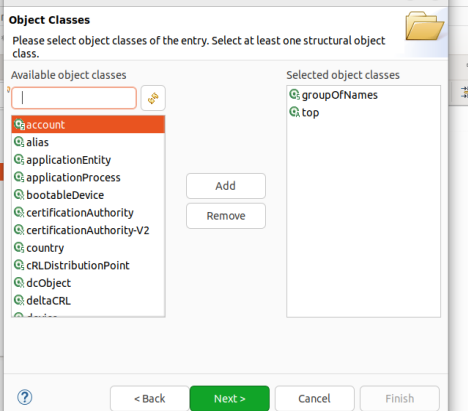 Object Classes
Please select object classes of the entry. Select at least one structural object
class.
Available object classes
Selected object classes
account
alias
applicationEntity
applicationProcess
bootableDevice
certificationAuthority
certificationAuthority-V2
country
cRLDistributionPoint
dcObject
deltaCRL
groupOfNames
top
Add
Remove
< Back
Next >
Cancel
Finish